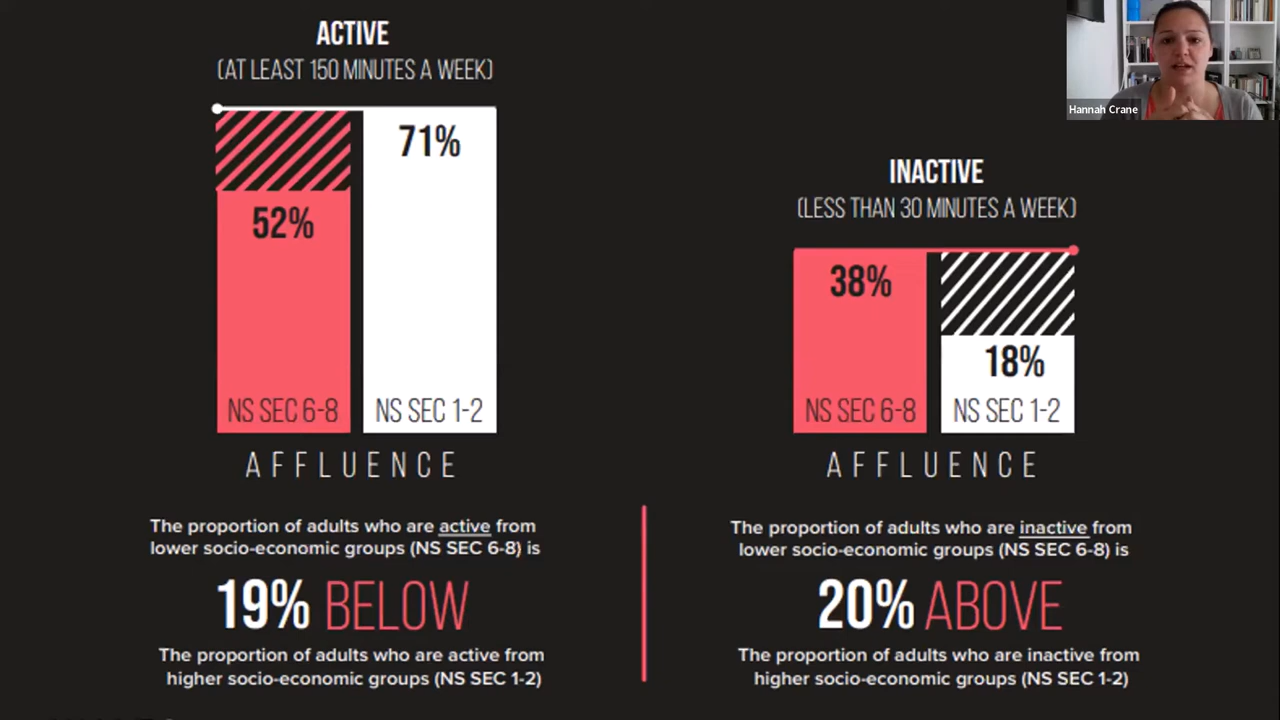 ACTIVE
(AT LEAST 150 MINUTES A WEEK)
71%
52%
NS SEC 6-8
NS SEC 1-2
AFFLUENCE
The proportion of adults who are active from
lower socio-economic groups (NS SEC 6-8) is
19% BELOW
The proportion of adults who are active from
higher socio-economic groups (NS SEC 1-2)
Hannah Crane
INACTIVE
(LESS THAN 30 MINUTES A WEEK)
38%
18%
NS SEC 6-8
NS SEC 1-2
AFFLUENCE
The proportion of adults who are inactive from
lower socio-economic groups (NS SEC 6-8) is
20% ABOVE
The proportion of adults who are inactive from
higher socio-economic groups (NS SEC 1-2)